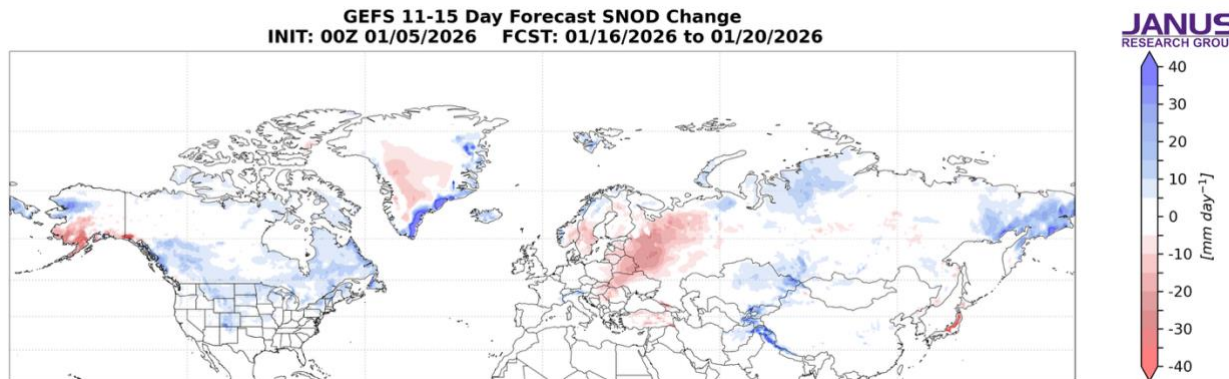 GEFS 11-15 Day Forecast SNOD Change
INIT: 00Z 01/05/2026 FCST: 01/16/2026 to 01/20/2026
JANUS
RESEARCH GROUP
40
30
20
10
0
-10
-20
-30
-40
[mm day⁻¹]